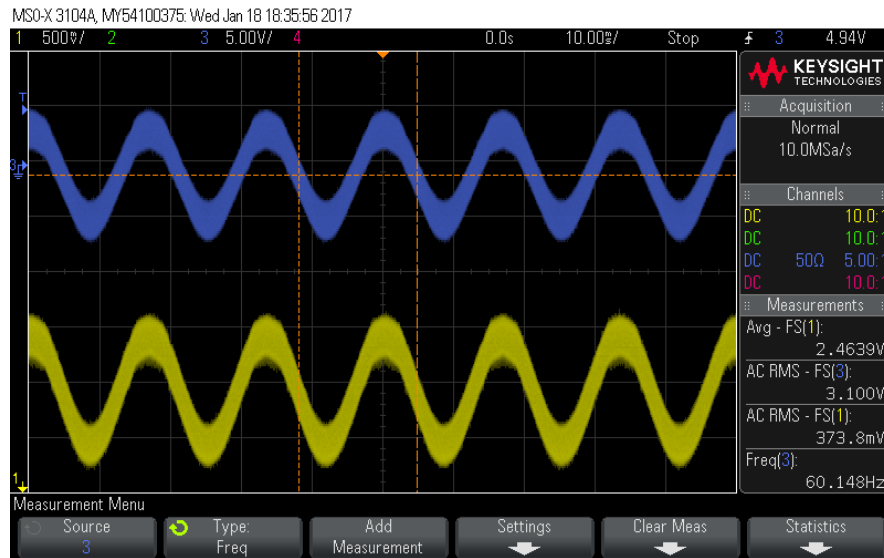 MSO-X 3104A, MY54100375: Wed Jan 18 18:35:56 2017
1 500℧/ 2 3 5.00V/ 4 0.0s 10.00ms/ Stop 3 4.94V
KEYSIGHT
TECHNOLOGIES
Acquisition
Normal
10.0MSa/s
Channels
DC 10.0:1
DC 10.0:1
DC 50Ω 5.00:1
DC 10.0:1
Measurements
Avg - FS(1):
2.4639V
AC RMS - FS(3):
3.100V
AC RMS - FS(1):
373.8mV
Freq(3):
60.148Hz
T
3
1
Measurement Menu
Source
3
Type:
Freq
Add
Measurement
Settings
Clear Meas
Statistics